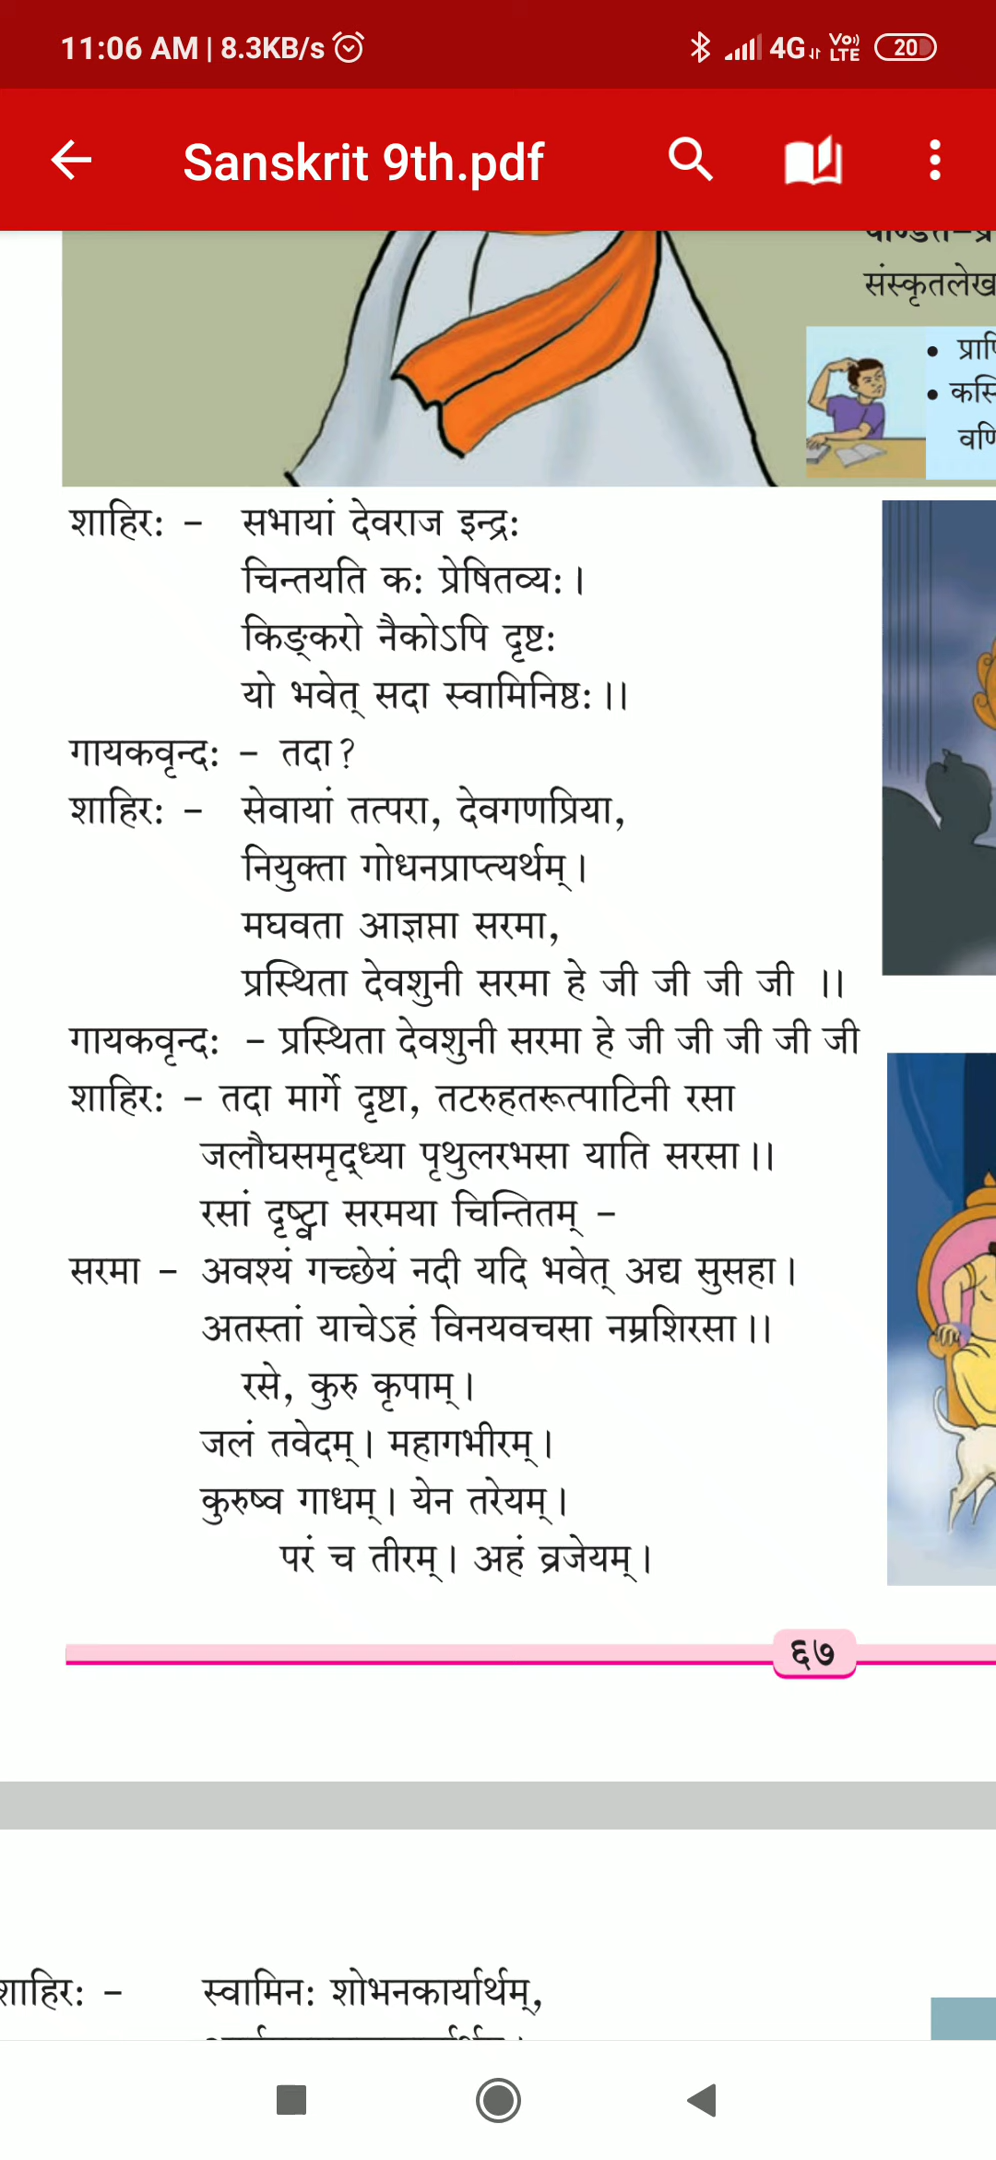 11:06 AM | 8.3KB/s
4G Vo)) LTE 20
Sanskrit 9th.pdf
संस्कृतलेख
शाहिरः – सभायां देवराज इन्द्रः
चिन्तयति कः प्रेषितव्यः।
किङ्करो नैकोऽपि दृष्टः
यो भवेत् सदा स्वामिनिष्ठः।।
गायकवृन्दः – तदा?
शाहिरः – सेवायां तत्परा, देवगणप्रिया,
नियुक्ता गोधनप्राप्त्यर्थम्।
मघवता आज्ञप्ता सरमा,
प्रस्थिता देवशुनी सरमा हे जी जी जी जी ।।
गायकवृन्दः – प्रस्थिता देवशुनी सरमा हे जी जी जी जी जी
शाहिरः – तदा मार्गे दृष्टा, तटरुहतरूत्पाटिनी रसा
जलौघसमृद्ध्या पृथुलरभसा याति सरसा।।
रसां दृष्ट्वा सरमया चिन्तितम् –
सरमा – अवश्यं गच्छेयं नदी यदि भवेत् अद्य सुसहा।
अतस्तां याचेऽहं विनयवचसा नम्रशिरसा।।
रसे, कुरु कृपाम्।
जलं तवेदम्। महागभीरम्।
कुरुष्व गाधम्। येन तरेयम्।
परं च तीरम्। अहं व्रजेयम्।
६७
शाहिरः – स्वामिनः शोभनकार्यार्थम्,